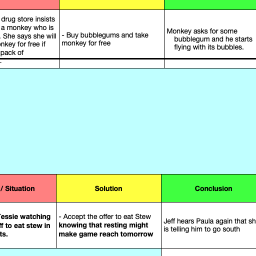 drug store insists
a monkey who is
. She says she will
nkey for free if
pack of
- Buy bubblegums and take
monkey for free
Monkey asks for some
bubblegum and he starts
flying with its bubbles.
/ Situation
Solution
Conclusion
essie watching
ff to eat stew in
ts.
- Accept the offer to eat Stew
knowing that resting might
make game reach tomorrow
Jeff hears Paula again that sh
is telling him to go south